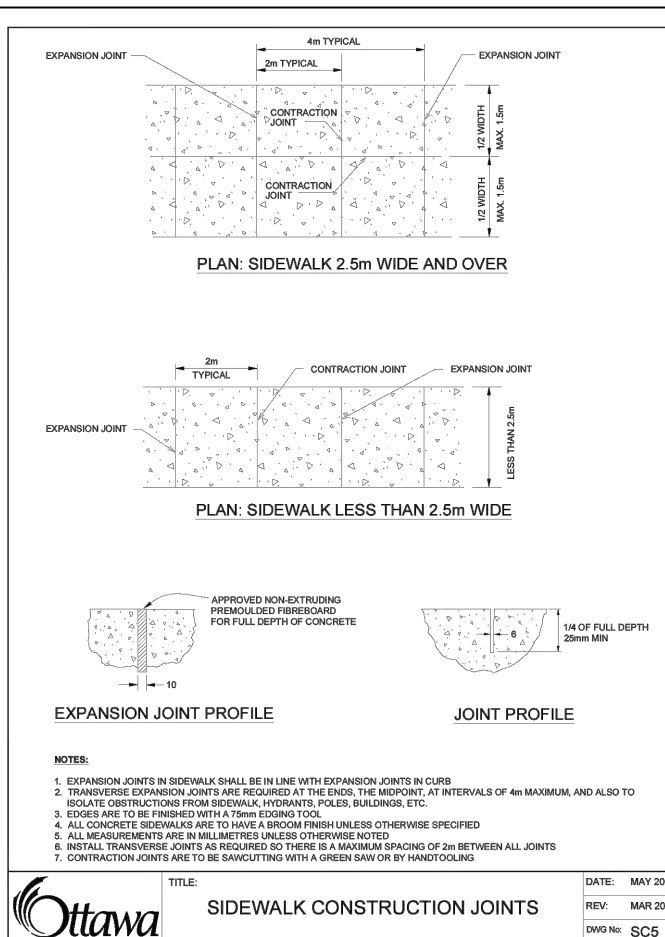 4m TYPICAL
EXPANSION JOINT
EXPANSION JOINT
2m TYPICAL
CONTRACTION
JOINT
CONTRACTION
JOINT
1/2 WIDTH
MAX. 1.5m
1/2 WIDTH
MAX. 1.5m
PLAN: SIDEWALK 2.5m WIDE AND OVER
2m
TYPICAL
CONTRACTION JOINT
EXPANSION JOINT
EXPANSION JOINT
LESS THAN 2.5m
PLAN: SIDEWALK LESS THAN 2.5m WIDE
APPROVED NON-EXTRUDING
PREMOULDED FIBREBOARD
FOR FULL DEPTH OF CONCRETE
10
EXPANSION JOINT PROFILE
6
1/4 OF FULL DEPTH
25mm MIN
JOINT PROFILE
NOTES:
1. EXPANSION JOINTS IN SIDEWALK SHALL BE IN LINE WITH EXPANSION JOINTS IN CURB
2. TRANSVERSE EXPANSION JOINTS ARE REQUIRED AT THE ENDS, THE MIDPOINT, AT INTERVALS OF 4m MAXIMUM, AND ALSO TO
ISOLATE OBSTRUCTIONS FROM SIDEWALK, HYDRANTS, POLES, BUILDINGS, ETC.
3. EDGES ARE TO BE FINISHED WITH A 75mm EDGING TOOL
4. ALL CONCRETE SIDEWALKS ARE TO HAVE A BROOM FINISH UNLESS OTHERWISE SPECIFIED
5. ALL MEASUREMENTS ARE IN MILLIMETRES UNLESS OTHERWISE NOTED
6. INSTALL TRANSVERSE JOINTS AS REQUIRED SO THERE IS A MAXIMUM SPACING OF 2m BETWEEN ALL JOINTS
7. CONTRACTION JOINTS ARE TO BE SAWCUTTING WITH A GREEN SAW OR BY HANDTOOLING
Ottawa
TITLE:
SIDEWALK CONSTRUCTION JOINTS
DATE: MAY 20
REV: MAR 20
DWG No: SC5